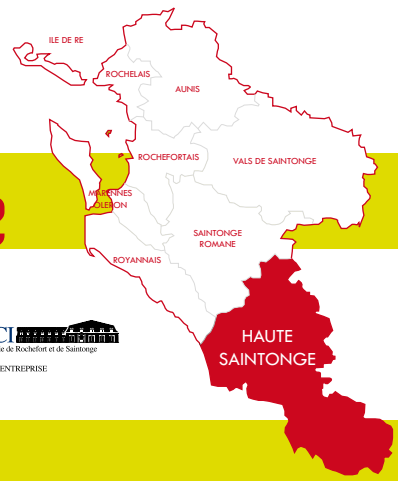 ILE DE RE
ROCHELAIS
AUNIS
ROCHEFORTAIS
VALS DE SAINTONGE
MARENNES
OLERON
SAINTONGE
ROMANE
ROYANNAIS
HAUTE
SAINTONGE
CI
e de Rochefort et de Saintonge
ENTREPRISE